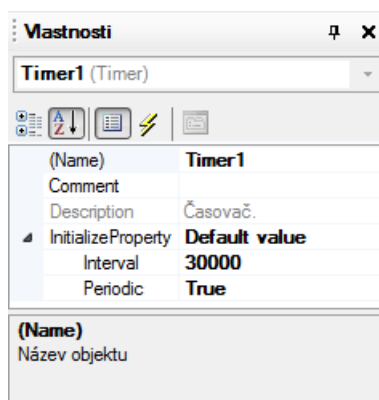 Vlastnosti
Timer1 (Timer)
(Name) Timer1
Comment
Description Časovač.
InitializeProperty Default value
Interval 30000
Periodic True
(Name)
Název objektu